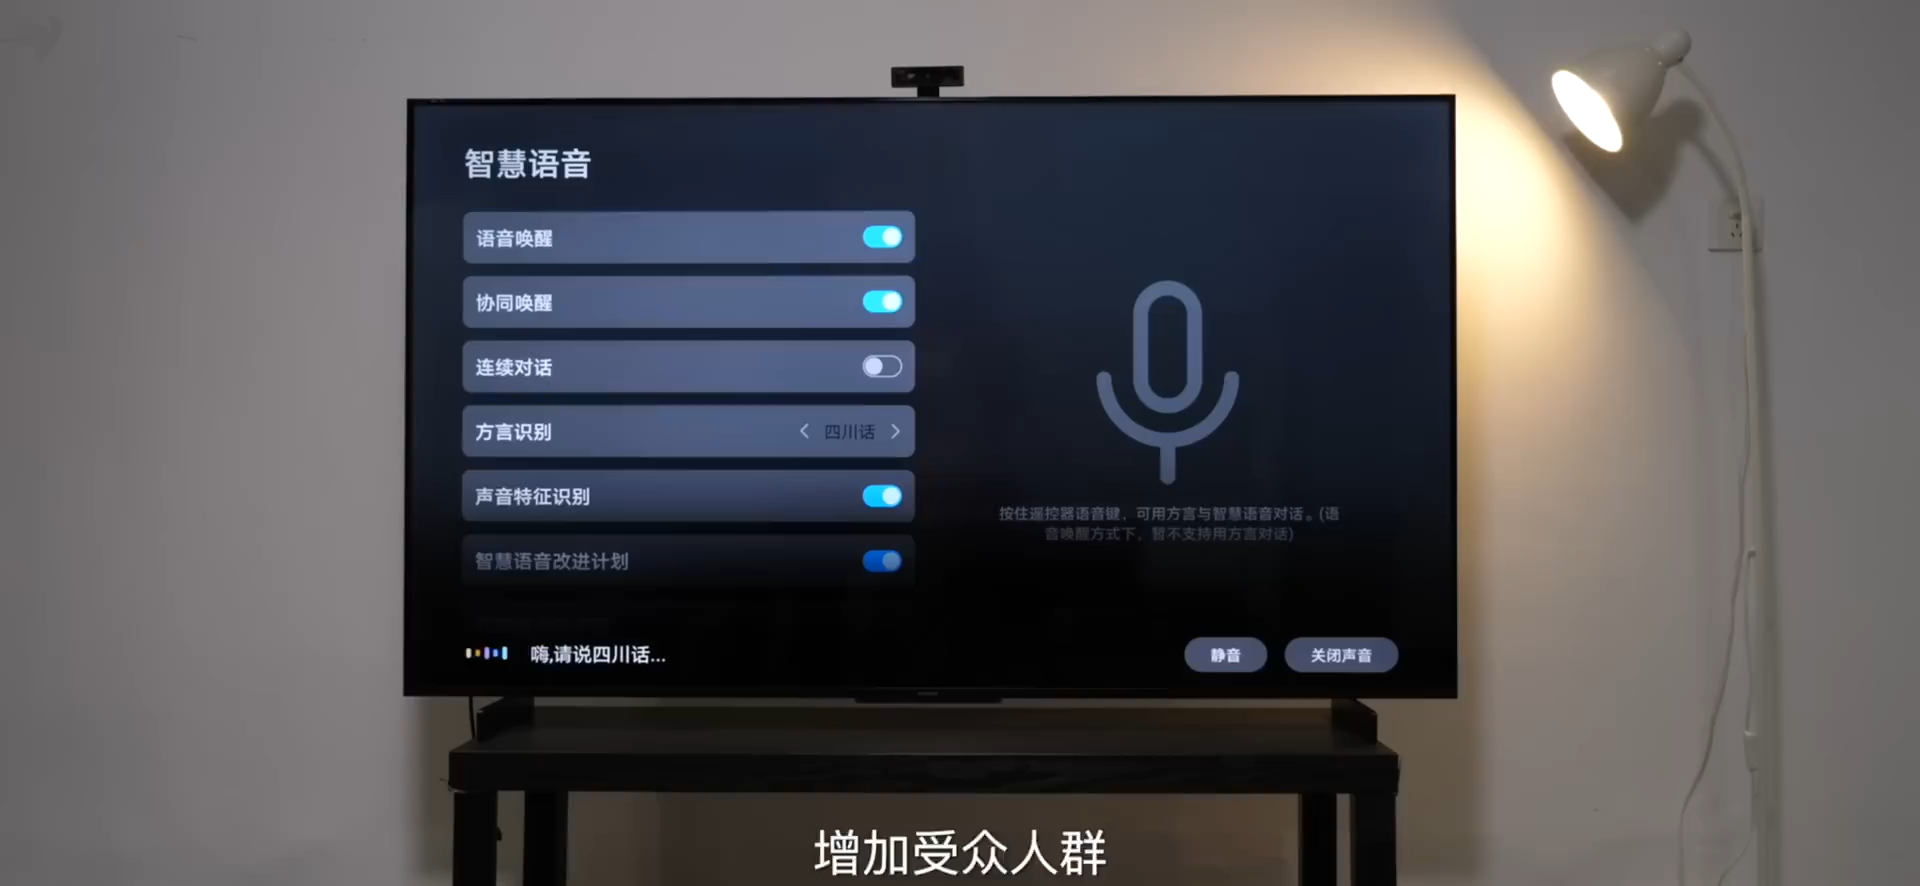 智慧语音
语音唤醒
协同唤醒
连续对话
方言识别
四川话
声音特征识别
智慧语音改进计划
按住遥控器语音键，可用方言与智慧语音对话。(语
音唤醒方式下，暂不支持用方言对话)
嗨,请说四川话...
静音
关闭声音
增加受众人群